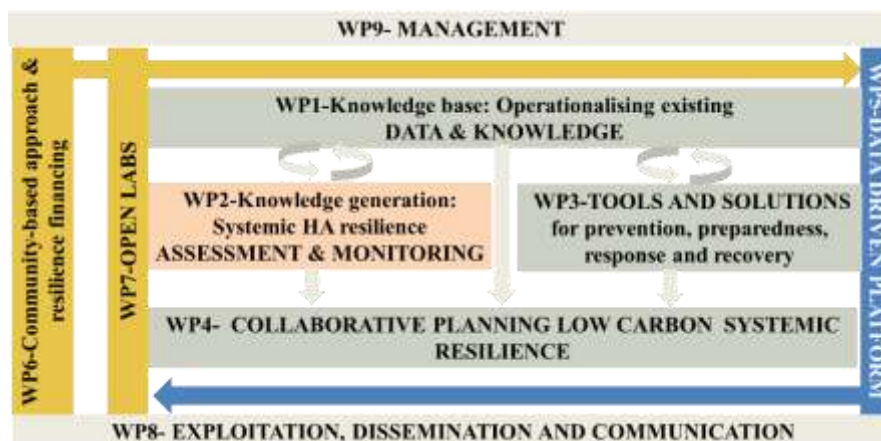 WP9- MANAGEMENT
WP6-Community-based approach &
resilience financing
WP7-OPEN LABS
WP1-Knowledge base: Operationalising existing
DATA & KNOWLEDGE
WP2-Knowledge generation:
Systemic HA resilience
ASSESSMENT & MONITORING
WP3-TOOLS AND SOLUTIONS
for prevention, preparedness,
response and recovery
WP4- COLLABORATIVE PLANNING LOW CARBON SYSTEMIC
RESILIENCE
WP5-DATA DRIVEN PLATFORM
WP8- EXPLOITATION, DISSEMINATION AND COMMUNICATION